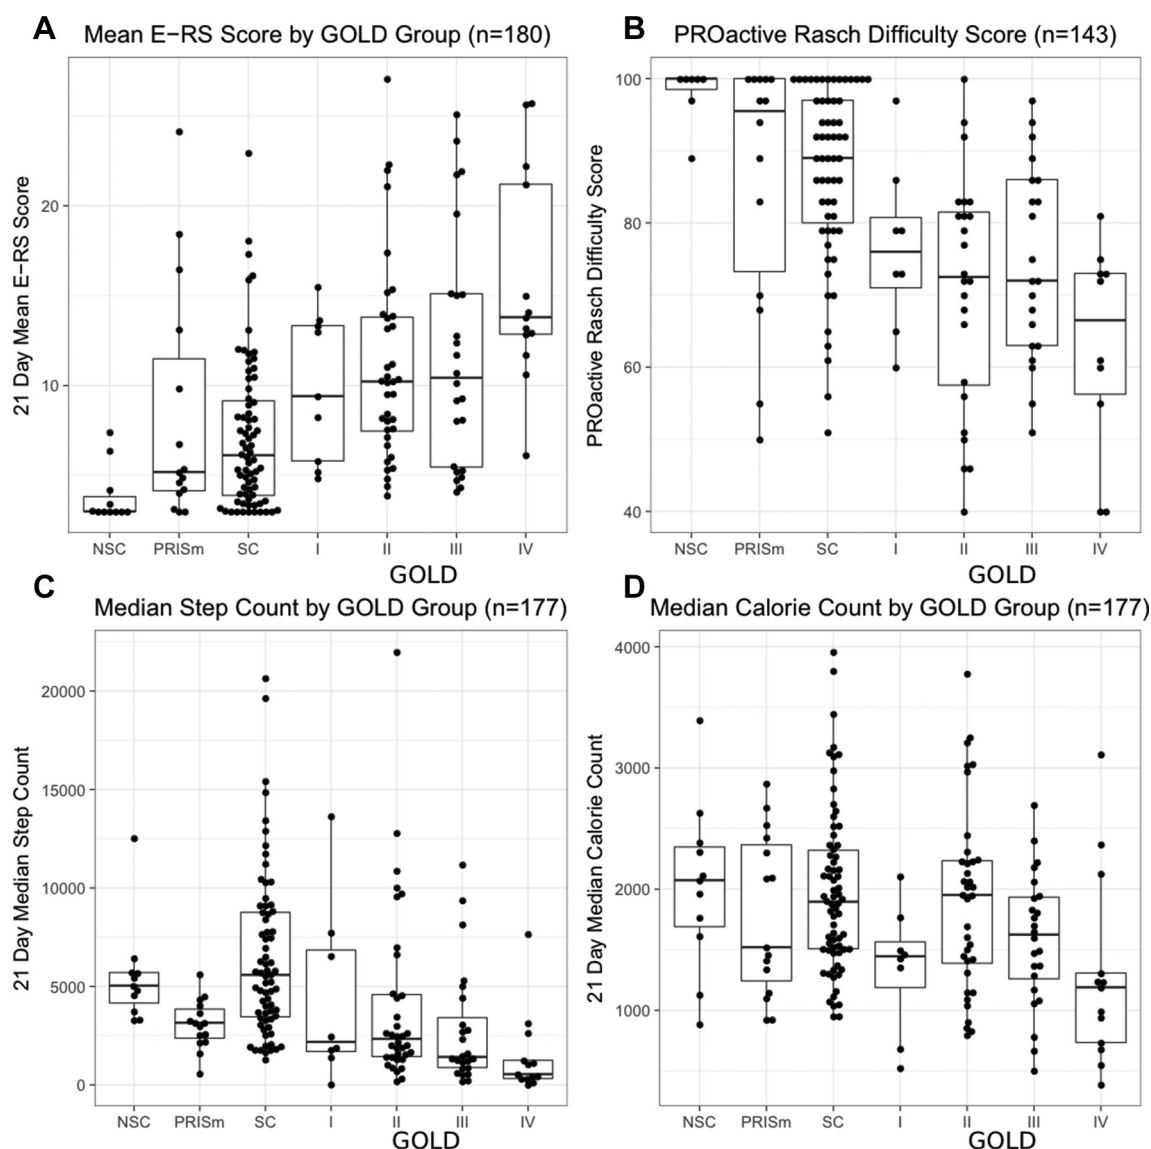 A
Mean E−RS Score by GOLD Group (n=180)
21 Day Mean E−RS Score
20
10
NSC PRISm SC I II III IV
GOLD
B
PROactive Rasch Difficulty Score (n=143)
PROactive Rasch Difficulty Score
100
80
60
40
NSC PRISm SC I II III IV
GOLD
C
Median Step Count by GOLD Group (n=177)
21 Day Median Step Count
20000
15000
10000
5000
0
NSC PRISm SC I II III IV
GOLD
D
Median Calorie Count by GOLD Group (n=177)
21 Day Median Calorie Count
4000
3000
2000
1000
NSC PRISm SC I II III IV
GOLD